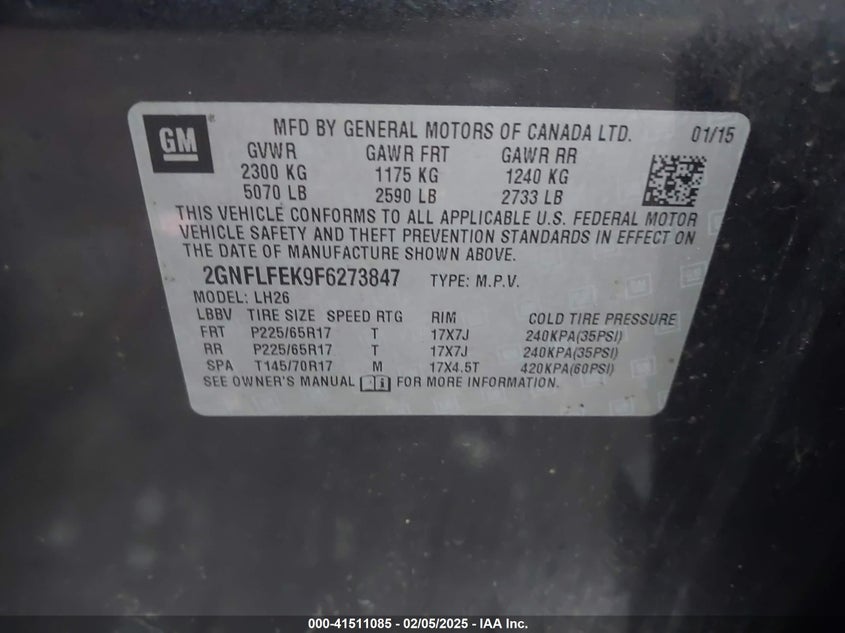 GM
MFD BY GENERAL MOTORS OF CANADA LTD. 01/15
GVWR GAWR FRT GAWR RR
2300 KG 1175 KG 1240 KG
5070 LB 2590 LB 2733 LB
THIS VEHICLE CONFORMS TO ALL APPLICABLE U.S. FEDERAL MOTOR
VEHICLE SAFETY AND THEFT PREVENTION STANDARDS IN EFFECT ON
THE DATE OF MANUFACTURE SHOWN ABOVE.
2GNFLFEK9F6273847 TYPE: M.P.V.
MODEL: LH26
LBBV TIRE SIZE SPEED RTG RIM COLD TIRE PRESSURE
FRT P225/65R17 T 17X7J 240KPA(35PSI)
RR P225/65R17 T 17X7J 240KPA(35PSI)
SPA T145/70R17 M 17X4.5T 420KPA(60PSI)
SEE OWNER'S MANUAL FOR MORE INFORMATION.
000-41511085 - 02/05/2025 - IAA Inc.